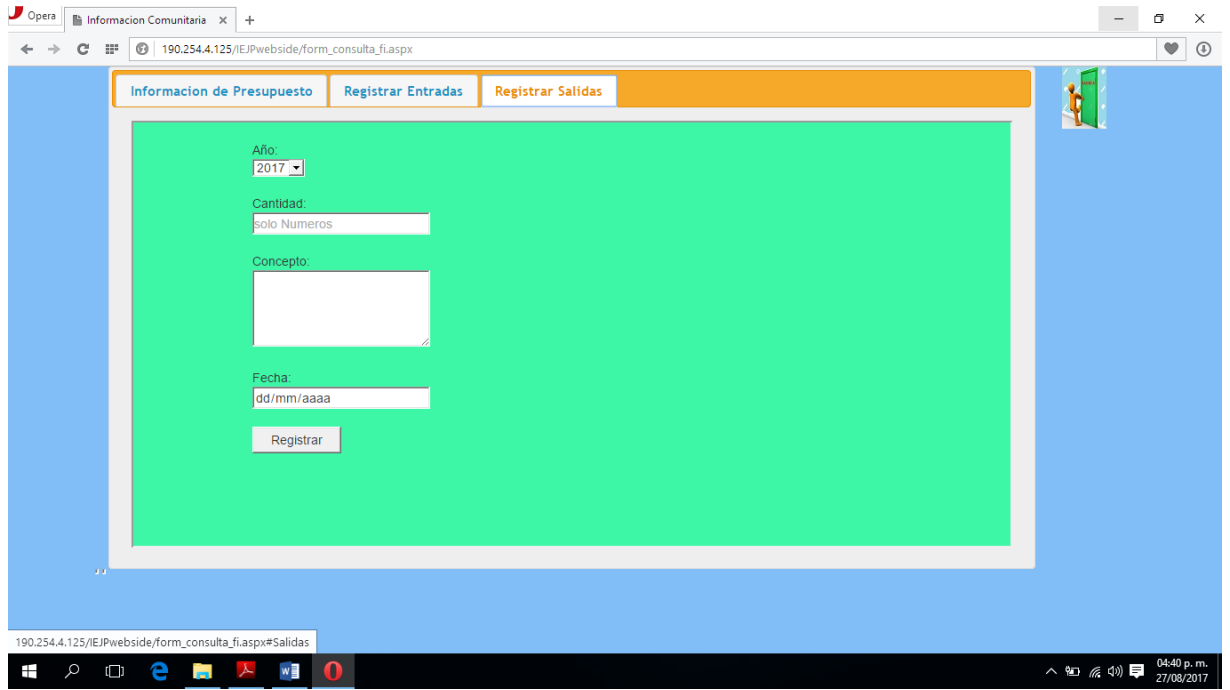 Opera
Informacion Comunitaria
190.254.4.125/IEJPwebside/form_consulta_fi.aspx
Informacion de Presupuesto Registrar Entradas Registrar Salidas
Año:
2017
Cantidad:
solo Numeros
Concepto:
Fecha:
dd/mm/aaaa
Registrar
190.254.4.125/IEJPwebside/form_consulta_fi.aspx#Salidas
04:40 p. m.
27/08/2017